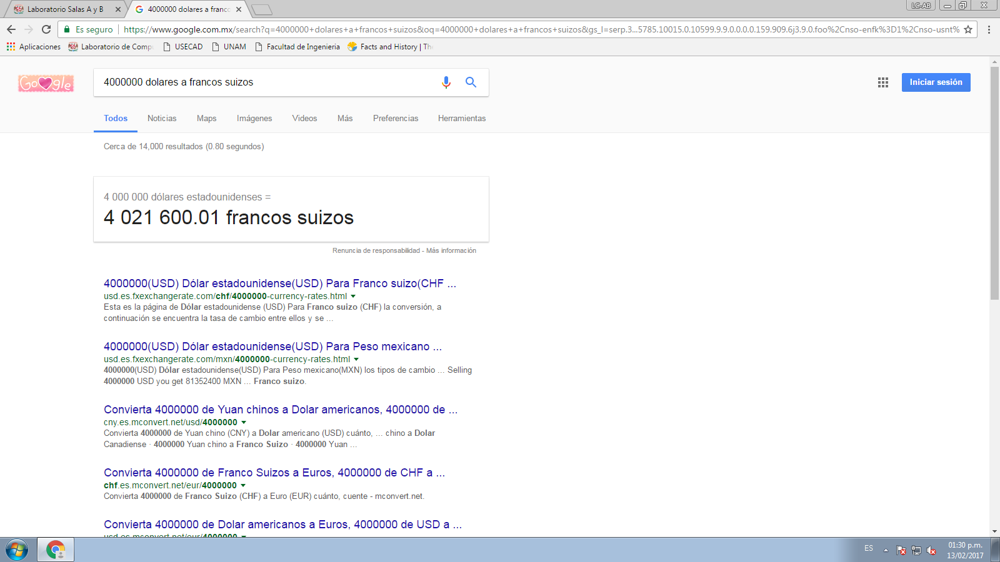 Laboratorio Salas A y B
4000000 dolares a franco
LC-AB
Es seguro
https://www.google.com.mx/search?q=4000000+dolares+a+francos+suizos&oq=4000000+dolares+a+francos+suizos&gs_l=serp.3...5785.10015.0.10599.9.9.0.0.0.0.159.909.6j3.9.0.foo%2Cnso-enfk%3D1%2Cnso-usnt%
Aplicaciones
Laboratorio de Comp
USECAD
UNAM
Facultad de Ingenieria
Facts and History | Th
Google
4000000 dolares a francos suizos
Iniciar sesión
Todos Noticias Maps Imágenes Videos Más Preferencias Herramientas
Cerca de 14,000 resultados (0.80 segundos)
4 000 000 dólares estadounidenses =
4 021 600.01 francos suizos
Renuncia de responsabilidad - Más información
4000000(USD) Dólar estadounidense(USD) Para Franco suizo(CHF ...
usd.es.fxexchangerate.com/chf/4000000-currency-rates.html
Esta es la página de Dólar estadounidense (USD) Para Franco suizo (CHF) la conversión, a
continuación se encuentra la tasa de cambio entre ellos y se ...
4000000(USD) Dólar estadounidense(USD) Para Peso mexicano ...
usd.es.fxexchangerate.com/mxn/4000000-currency-rates.html
4000000(USD) Dólar estadounidense(USD) Para Peso mexicano(MXN) los tipos de cambio ... Selling
4000000 USD you get 81352400 MXN ... Franco suizo.
Convierta 4000000 de Yuan chinos a Dolar americanos, 4000000 de ...
cny.es.mconvert.net/usd/4000000
Convierta 4000000 de Yuan chino (CNY) a Dolar americano (USD) cuánto, ... chino a Dolar
Canadiense · 4000000 Yuan chino a Franco Suizo · 4000000 Yuan ...
Convierta 4000000 de Franco Suizos a Euros, 4000000 de CHF a ...
chf.es.mconvert.net/eur/4000000
Convierta 4000000 de Franco Suizo (CHF) a Euro (EUR) cuánto, cuente - mconvert.net.
Convierta 4000000 de Dolar americanos a Euros, 4000000 de USD a ...
usd.es.mconvert.net/eur/4000000
ES
01:30 p.m.
13/02/2017